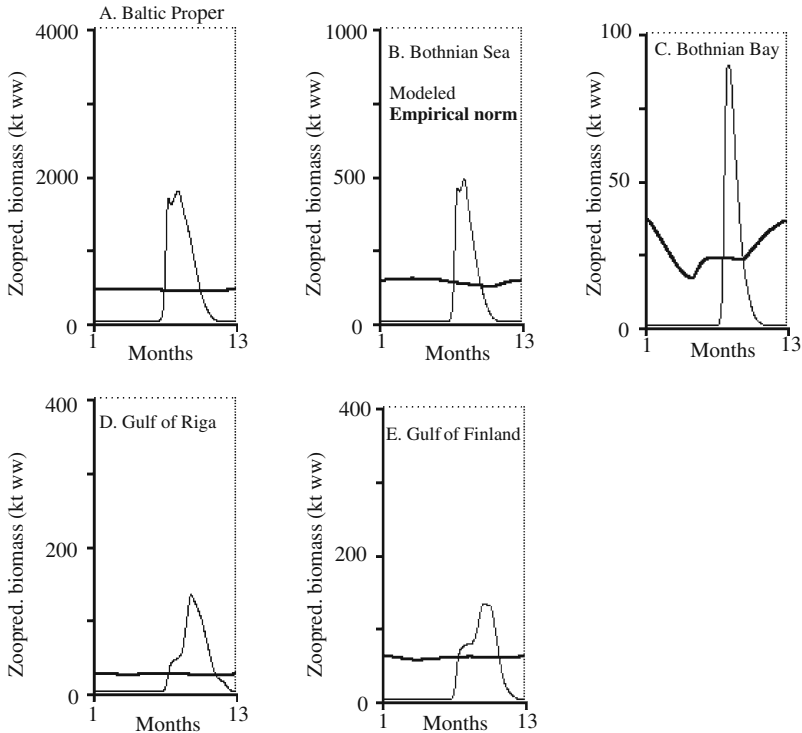 A. Baltic Proper
Zoopred. biomass (kt ww)
4000
2000
0
1
13
Months
B. Bothnian Sea
Modeled
Empirical norm
Zoopred. biomass (kt ww)
1000
500
0
1
13
Months
C. Bothnian Bay
Zoopred. biomass (kt ww)
100
50
0
1
13
Months
D. Gulf of Riga
Zoopred. biomass (kt ww)
400
200
0
1
13
Months
E. Gulf of Finland
Zoopred. biomass (kt ww)
400
200
0
1
13
Months